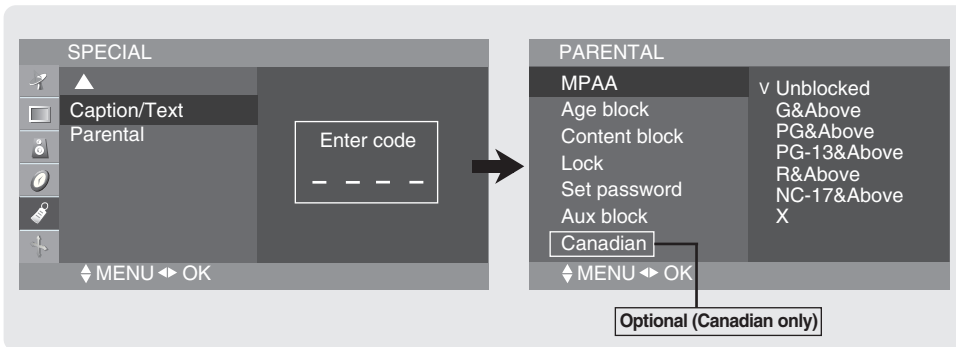 SPECIAL
Caption/Text
Parental
Enter code
_ _ _ _
MENU OK
PARENTAL
MPAA
Age block
Content block
Lock
Set password
Aux block
Canadian
V Unblocked
G&Above
PG&Above
PG-13&Above
R&Above
NC-17&Above
X
MENU OK
Optional (Canadian only)